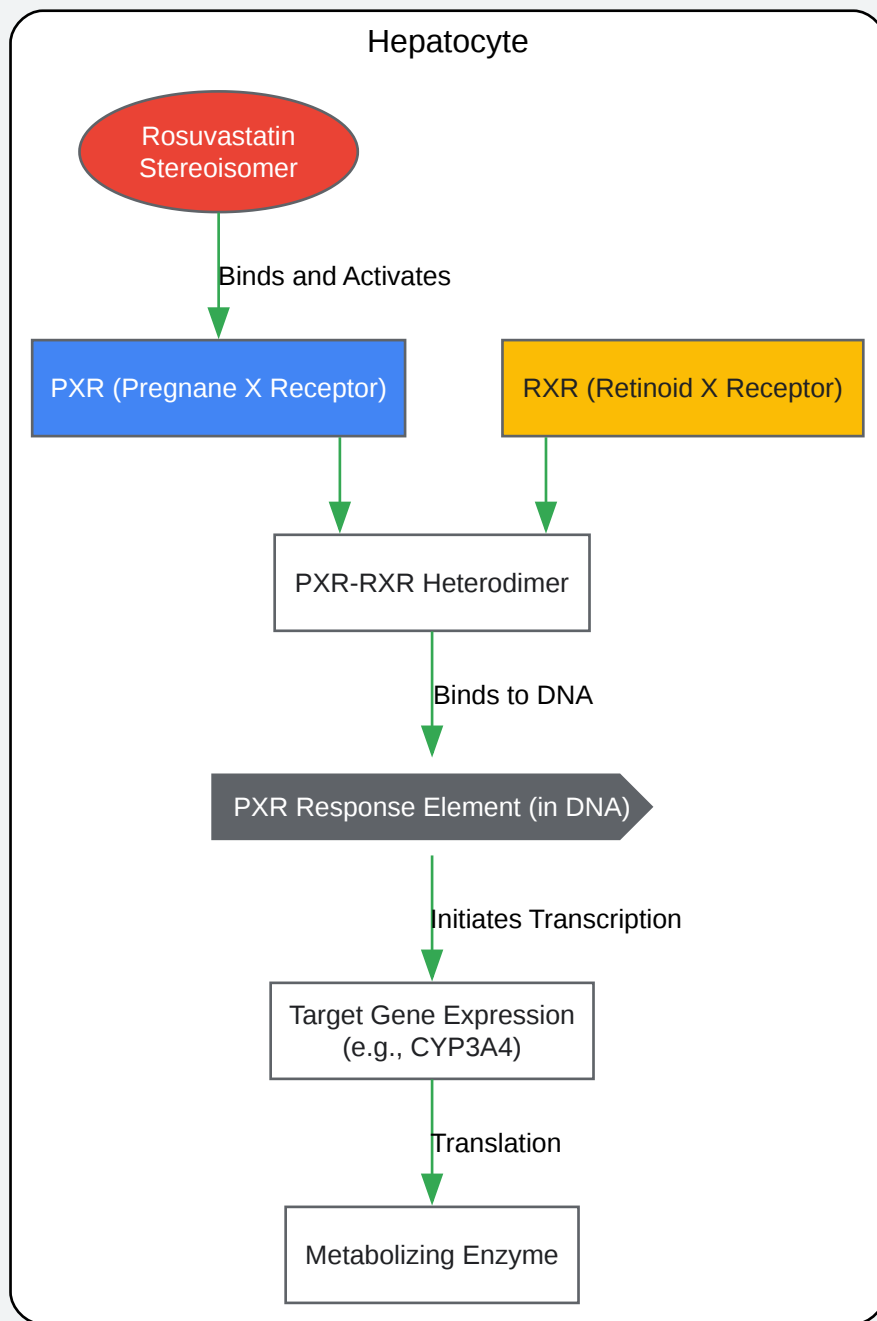 Hepatocyte
Rosuvastatin
Stereoisomer
Binds and Activates
PXR (Pregnane X Receptor)
RXR (Retinoid X Receptor)
PXR-RXR Heterodimer
Binds to DNA
PXR Response Element (in DNA)
Initiates Transcription
Target Gene Expression
(e.g., CYP3A4)
Translation
Metabolizing Enzyme